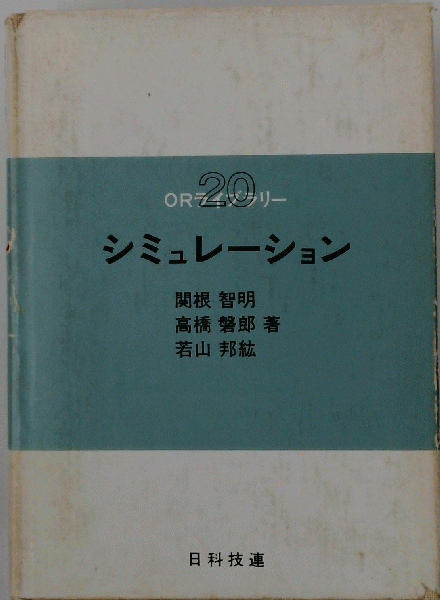 20
ORライブラリー
シミュレーション
関根 智明
高橋 磐郎 著
若山 邦紘
日科技連